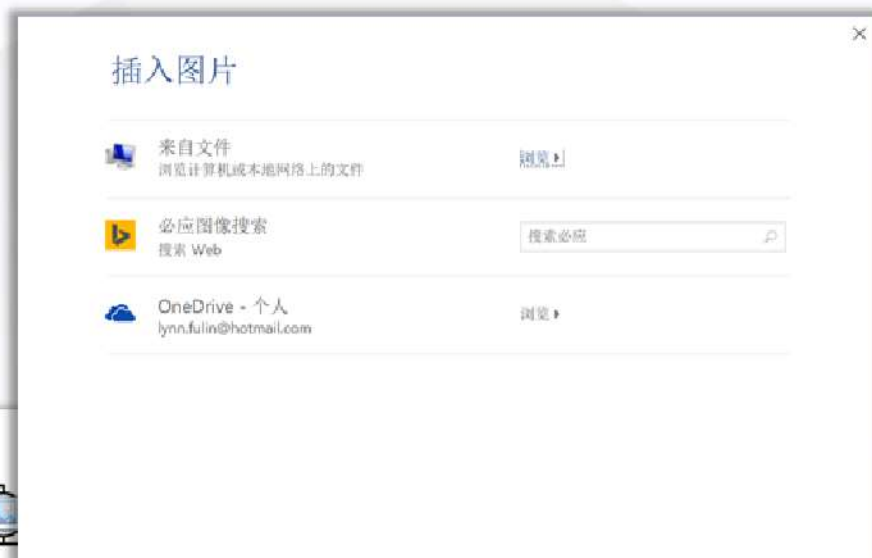 插入图片
来自文件
浏览计算机或本地网络上的文件
浏览
必应图像搜索
搜索 Web
搜索必应
OneDrive - 个人
lynn.fulin@hotmail.com
浏览